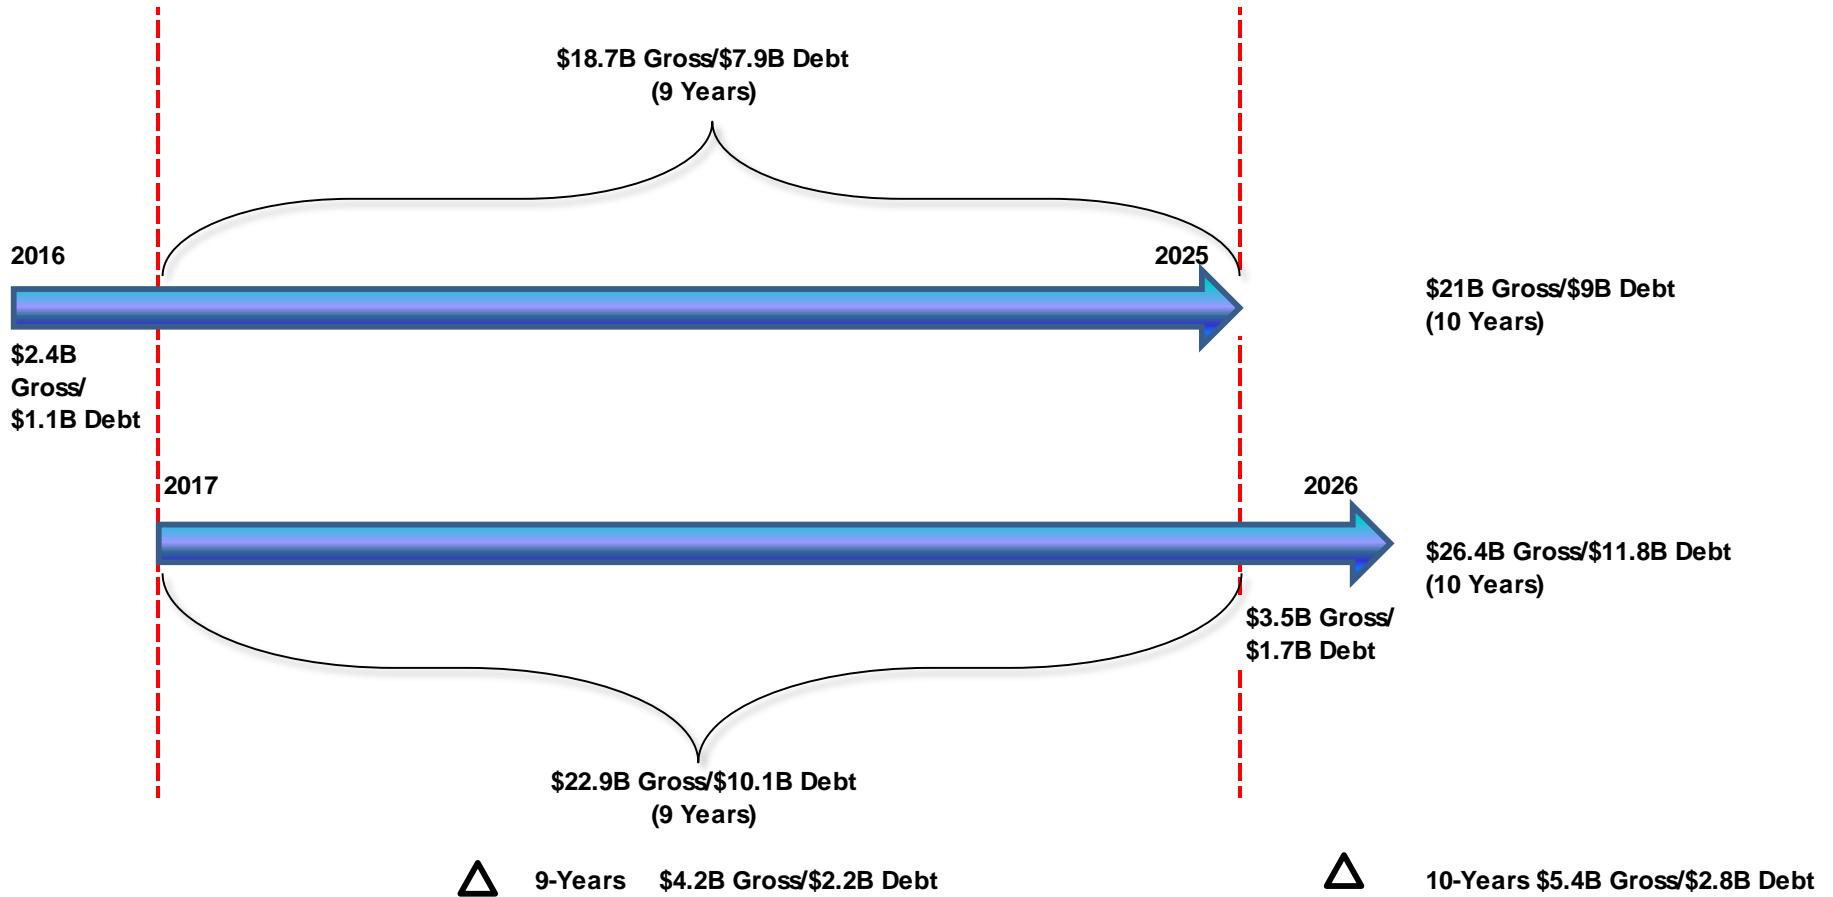 $18.7B Gross/$7.9B Debt
(9 Years)
2016
2025
$21B Gross/$9B Debt
(10 Years)
$2.4B
Gross/
$1.1B Debt
2017
2026
$26.4B Gross/$11.8B Debt
(10 Years)
$3.5B Gross/
$1.7B Debt
$22.9B Gross/$10.1B Debt
(9 Years)
9-Years $4.2B Gross/$2.2B Debt
10-Years $5.4B Gross/$2.8B Debt